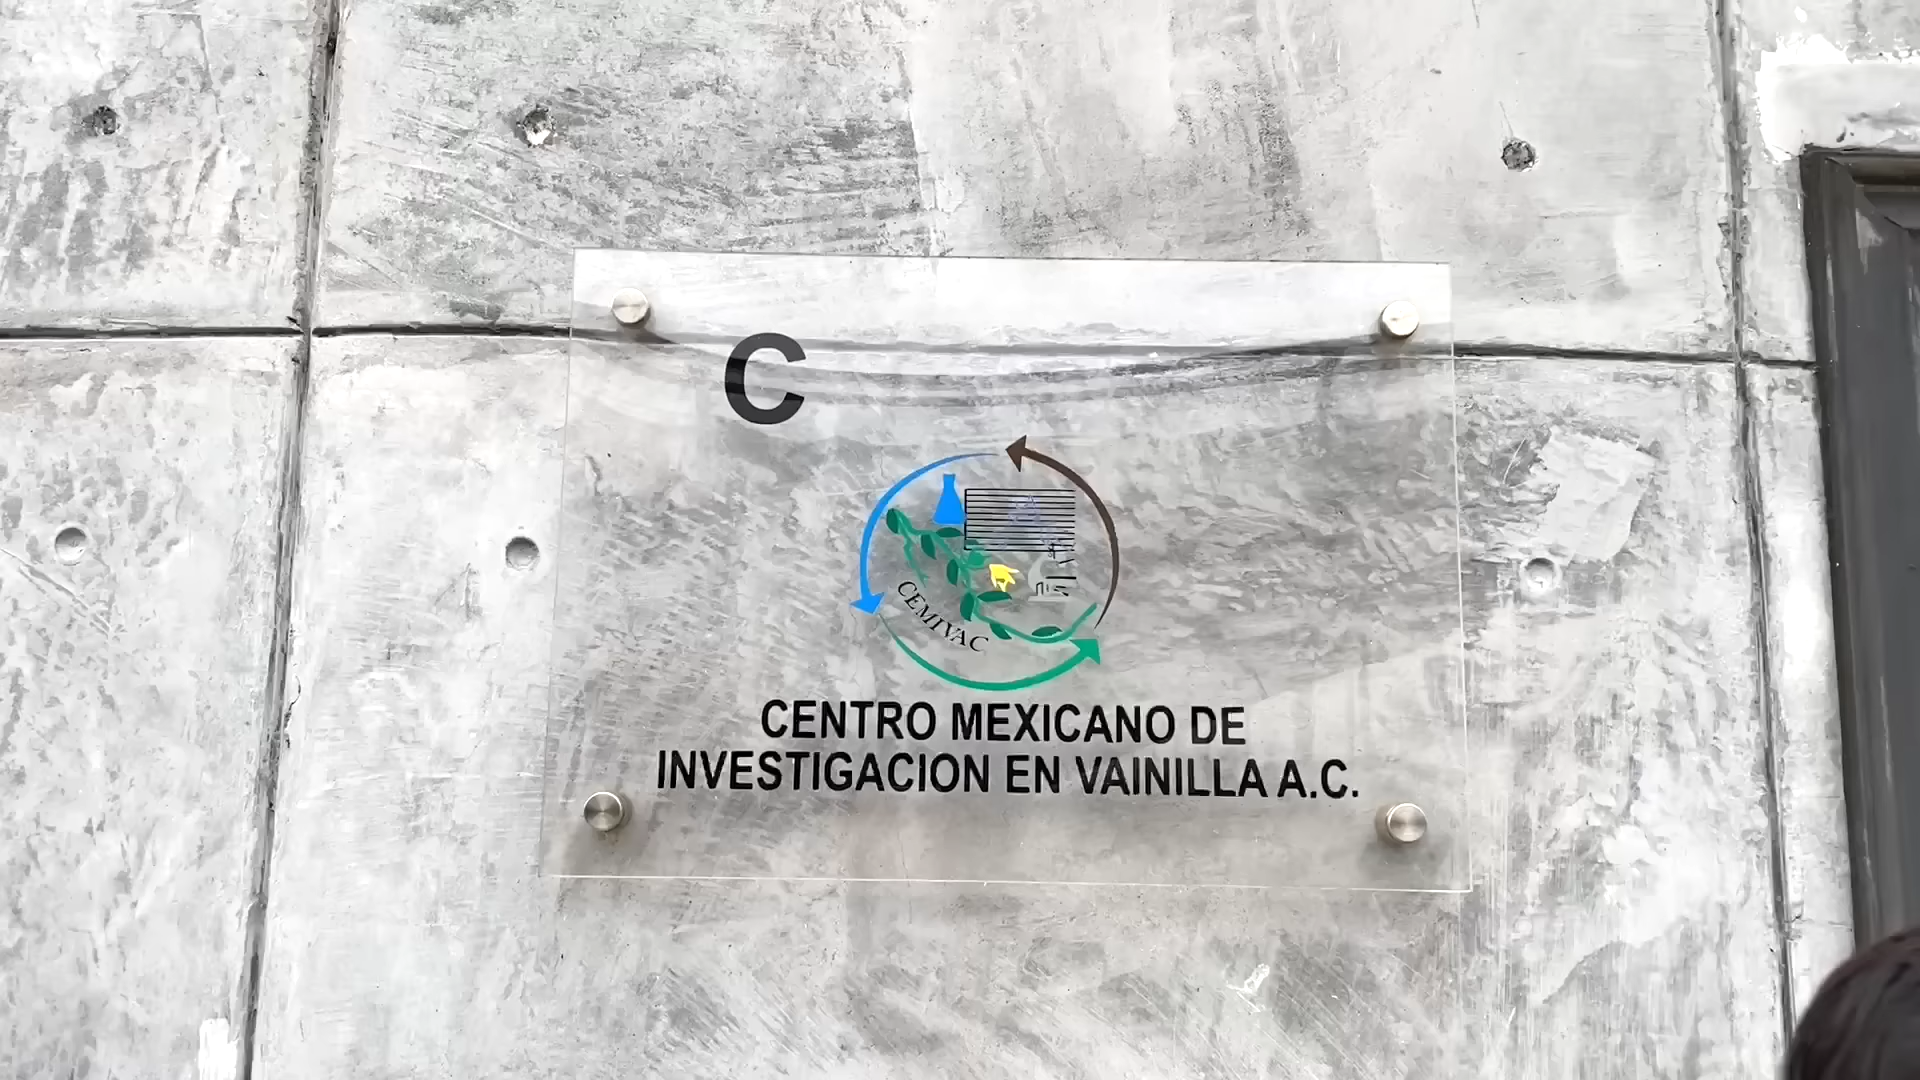 C
CEMIVAC
CENTRO MEXICANO DE
INVESTIGACION EN VAINILLA A.C.